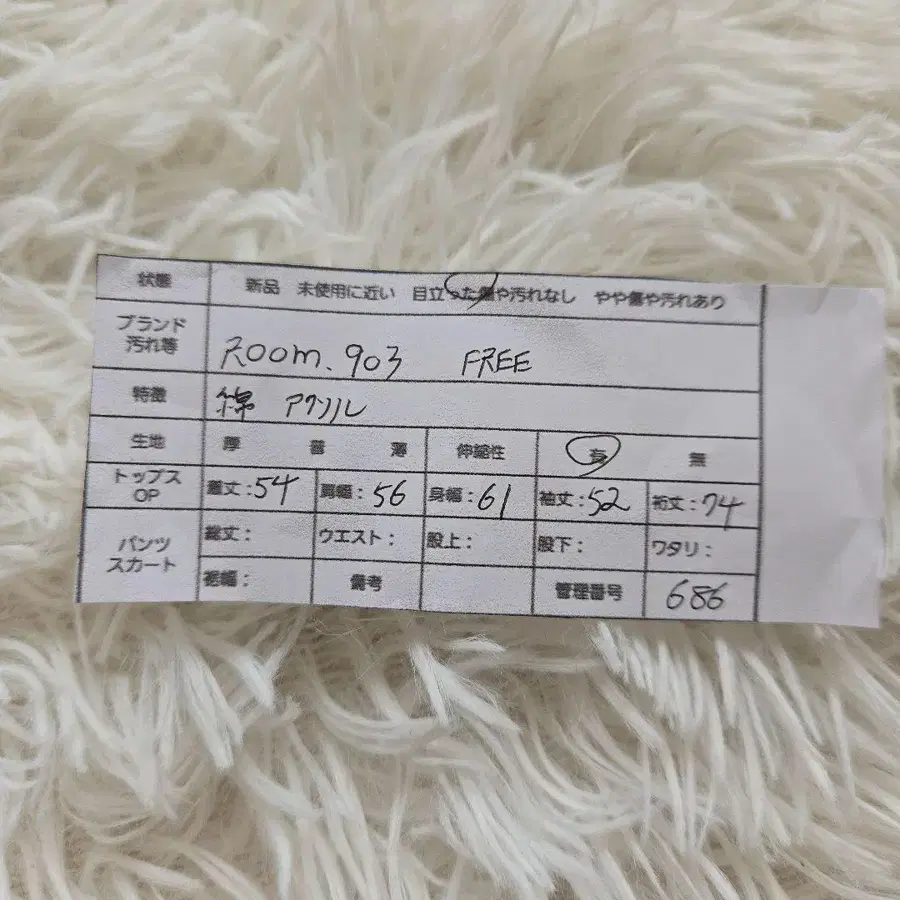 状態 新品 未使用に近い 目立った傷や汚れなし やや傷や汚れあり
ブランド
汚れ等
Room.903 FREE
特徴 綿 アクリル
生地 厚 普 薄 伸縮性 有 無
トップス
OP
着丈:54 肩幅:56 身幅:61 袖丈:52 裄丈:74
パンツ
スカート
総丈: ウエスト: 股上: 股下: ワタリ:
裾幅: 備考 管理番号 686